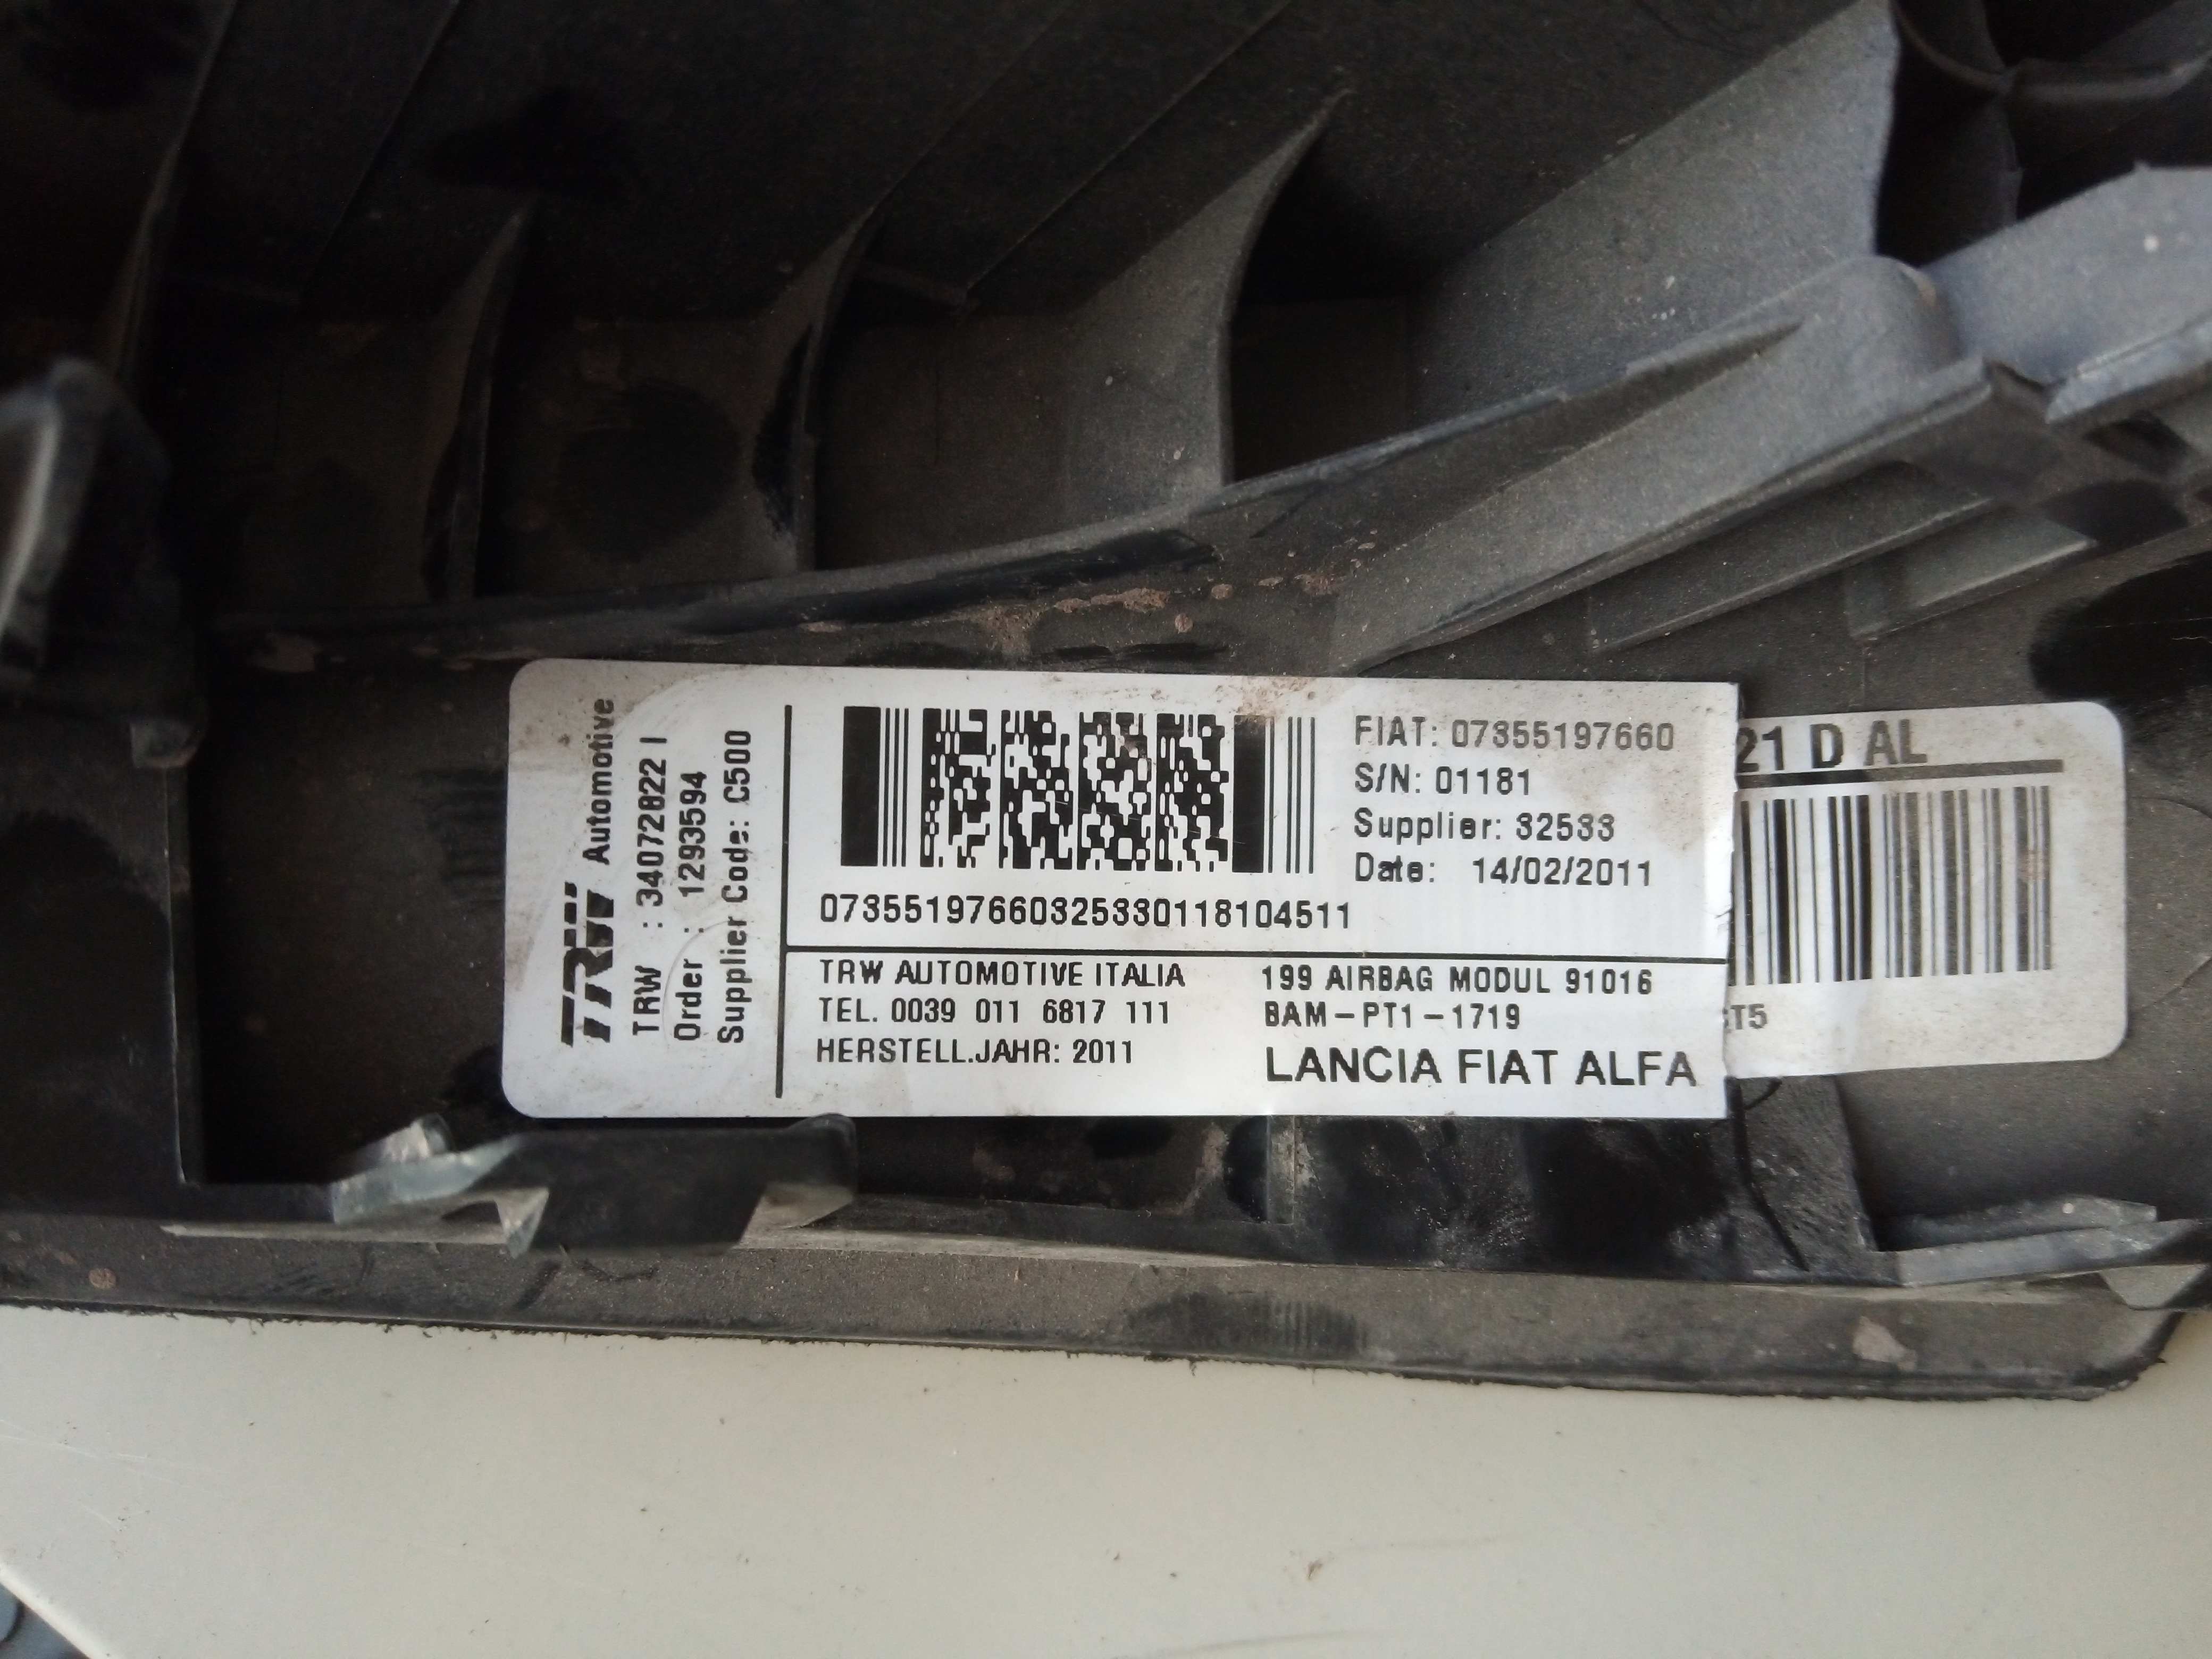 TRW Automotive
TRW : 34072822 I
Order : 1293594
Supplier Code: C500
FIAT: 07355197660
S/N: 01181
Supplier: 32533
Date: 14/02/2011
07355197660325330118104511
TRW AUTOMOTIVE ITALIA
TEL. 0039 011 6817 111
HERSTELL.JAHR: 2011
199 AIRBAG MODUL 91016
BAM-PT1-1719
LANCIA FIAT ALFA
21 D AL
T5